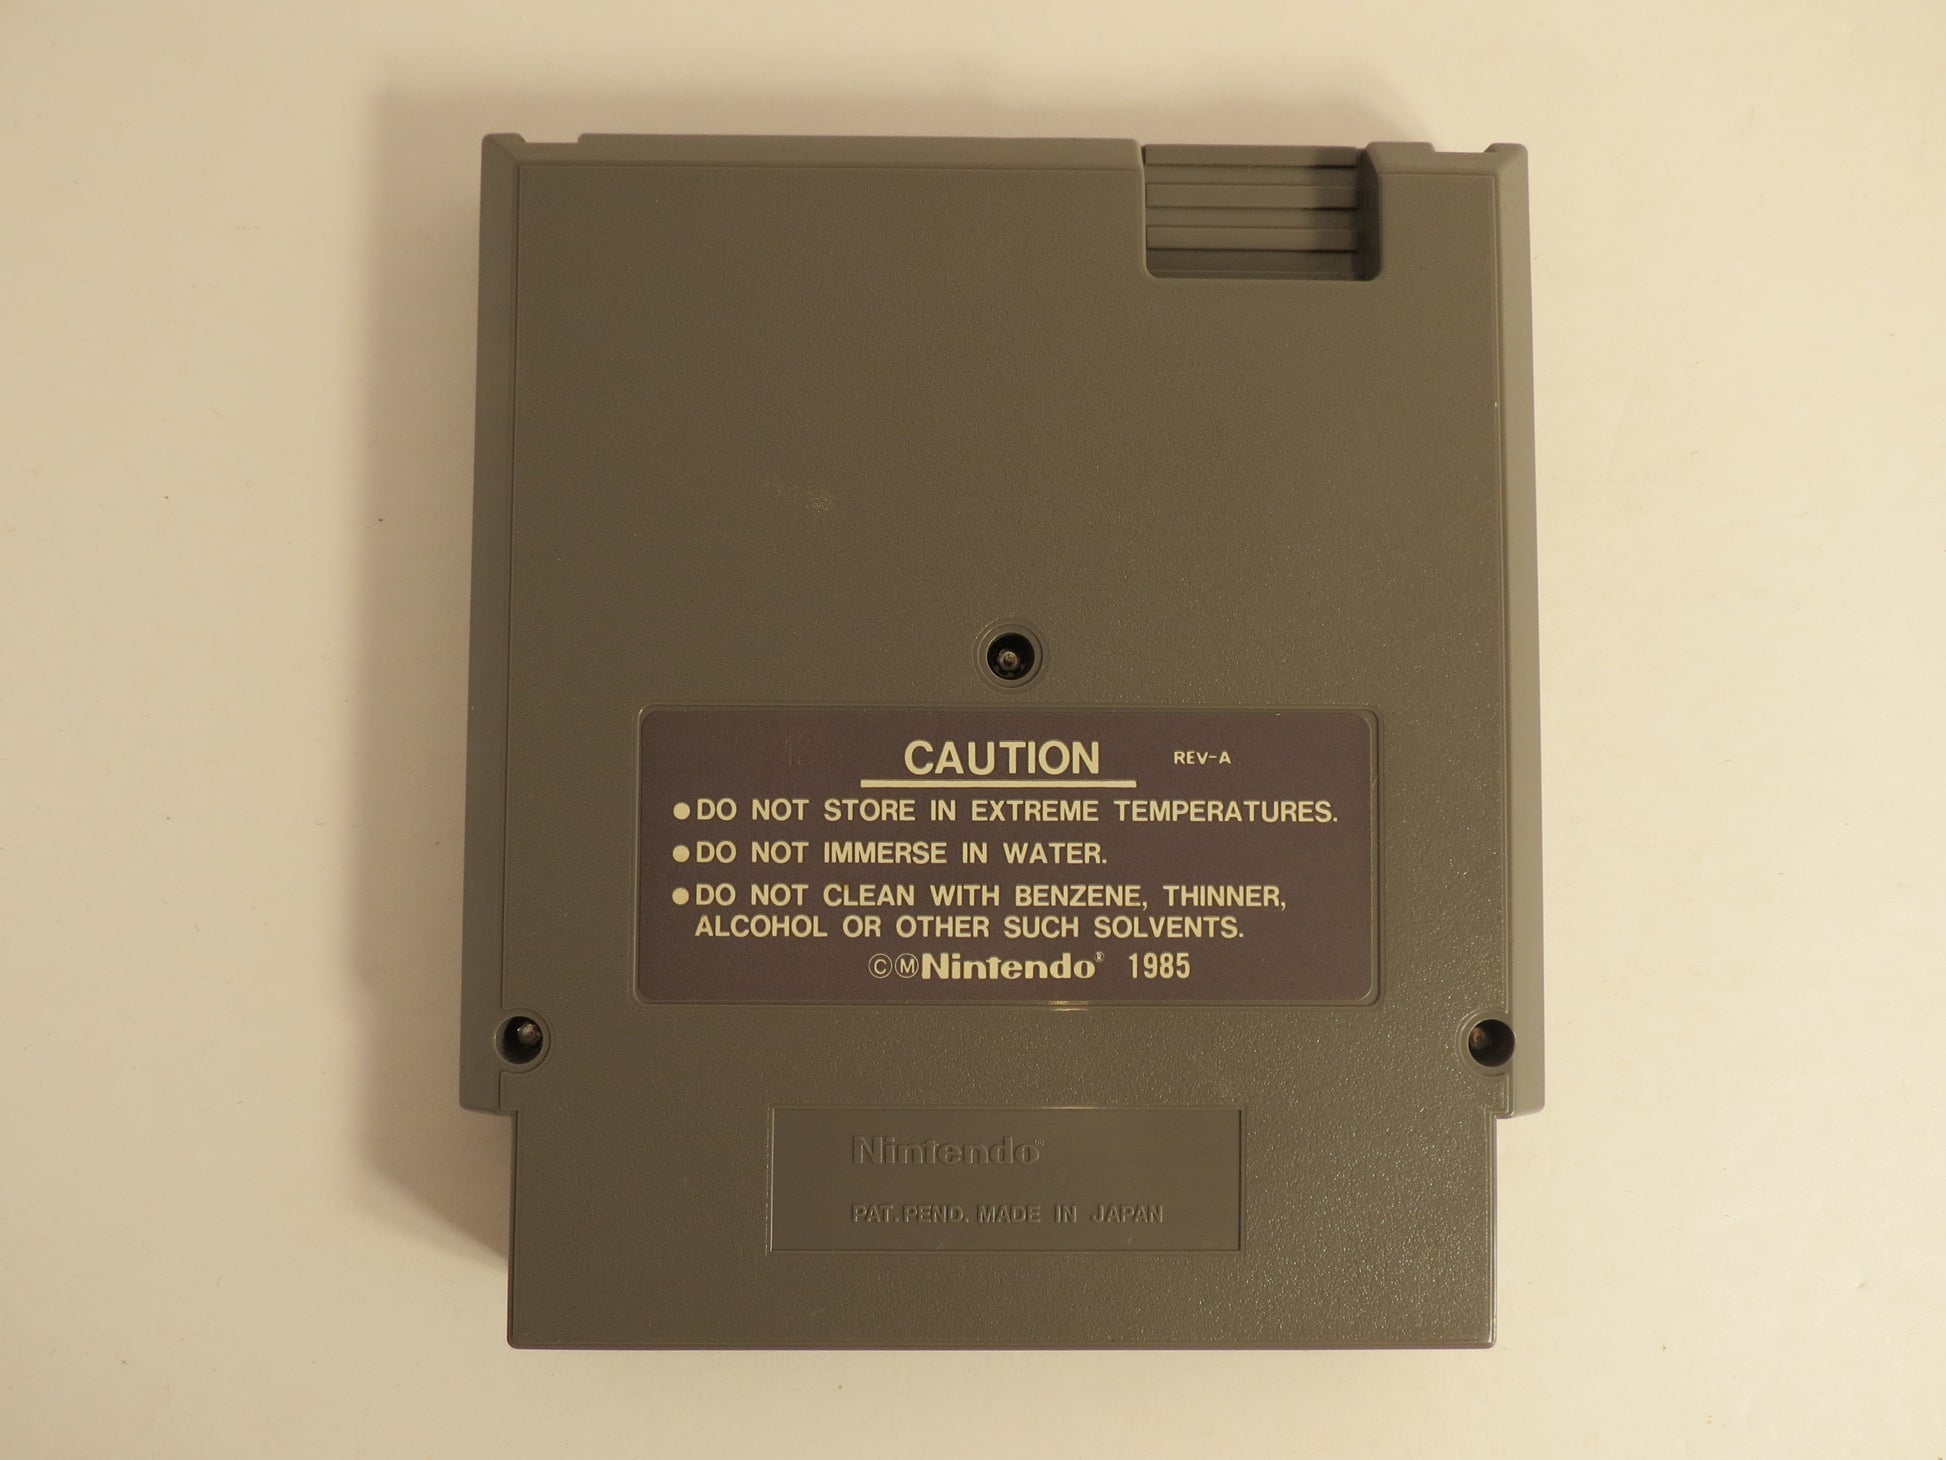 CAUTION REV-A
●DO NOT STORE IN EXTREME TEMPERATURES.
●DO NOT IMMERSE IN WATER.
●DO NOT CLEAN WITH BENZENE, THINNER,
ALCOHOL OR OTHER SUCH SOLVENTS.
ⒸⓂNintendo® 1985
Nintendo®
PAT. PEND. MADE IN JAPAN